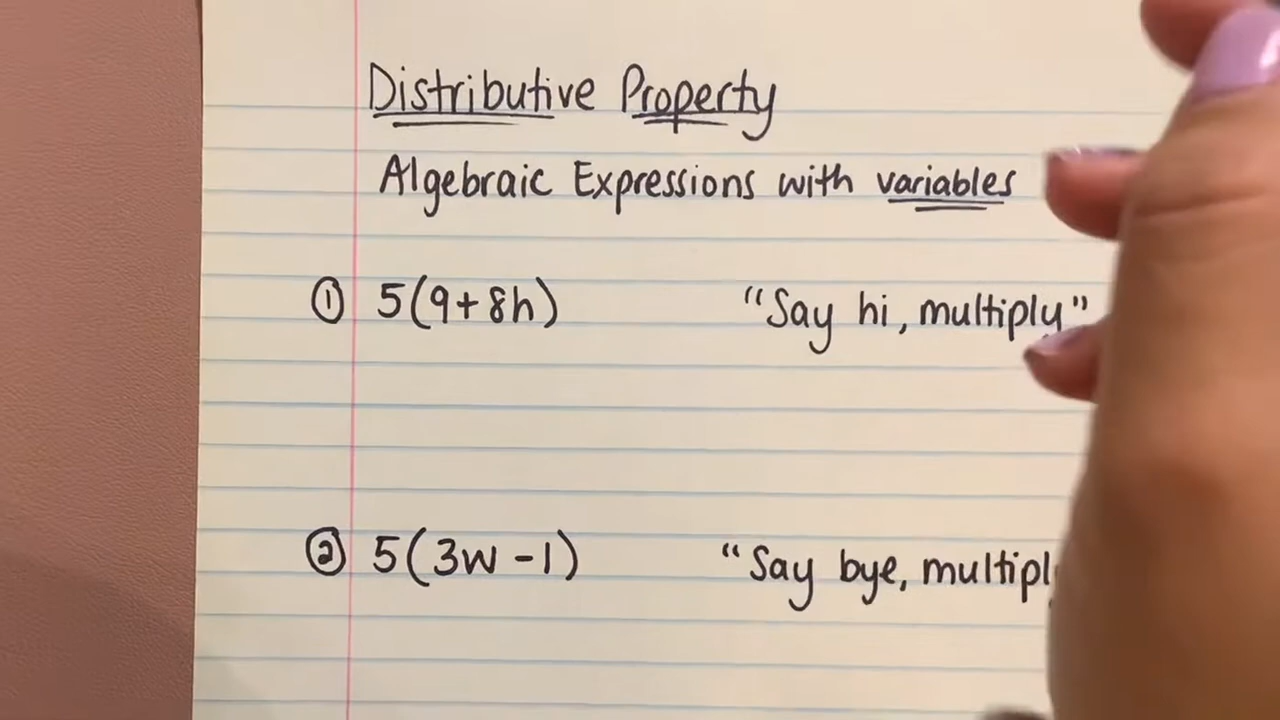 Distributive Property
Algebraic Expressions with variables
① 5(9+8h) "Say hi, multiply"
② 5(3w-1) "Say bye,